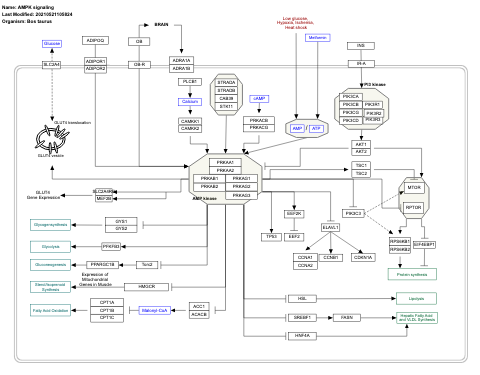 Name: AMPK signaling
Last Modified: 20210521105824
Organism: Bos taurus
Low glucose,
Hypoxia, Ischemia,
Heat shock
BRAIN
Glucose
ADIPOQ
OB
Metformin
INS
SLC2A4
ADIPOR1
ADIPOR2
OB-R
ADRA1A
ADRA1B
IR-A
PLCB1
Calcium
CAMKK1
CAMKK2
STRADA
STRADB
CAB39
STK11
cAMP
PRKACB
PRKACG
AMP / ATP
PI3 kinase
PIK3CA
PIK3CB
PIK3CG
PIK3CD
PIK3R1
PIK3R2
PIK3R3
GLUT4 translocation
GLUT4 vesicle
AKT1
AKT2
TSC1
TSC2
PRKAA1
PRKAA2
PRKAB1
PRKAB2
PRKAG1
PRKAG2
PRKAG3
AMP kinase
MTOR
RPTOR
GLUT4
Gene Expression
SLC2A4RG
MEF2B
EEF2K
TP53
EEF2
ELAVL1
CCNA1
CCNA2
CCNB1
CDKN1A
PIK3C3
RPS6KB1
RPS6KB2
EIF4EBP1
Protein synthesis
Glycogensynthesis
GYS1
GYS2
Glycolysis
PFKFB3
Gluconeogenesis
PPARGC1B
Torc2
Expression of
Mitochondrial
Genes in Muscle
Sterol/Isoprenoid
Synthesis
HMGCR
Fatty Acid Oxidation
CPT1A
CPT1B
CPT1C
Malonyl-CoA
ACC1
ACACB
HSL
Lipolysis
SREBF1
FASN
Hepatic Fatty Acid
and VLDL Synthesis
HNF4A